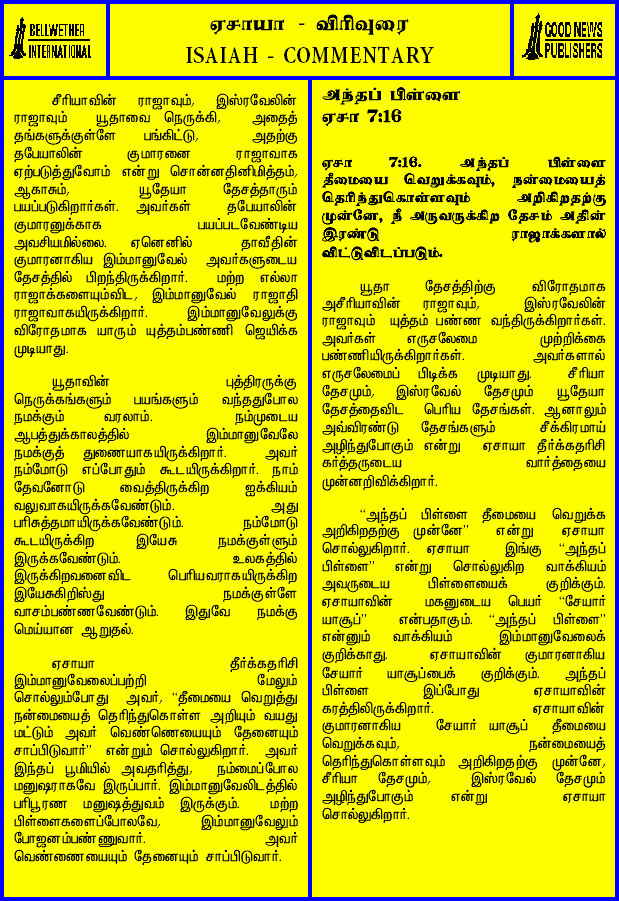 BELLWETHER
INTERNATIONAL
ஏசாயா - விரிவுரை
ISAIAH - COMMENTARY
GOOD NEWS
PUBLISHERS
சீரியாவின் ராஜாவும், இஸ்ரவேலின்
ராஜாவும் யூதாவை நெருக்கி, அதைத்
தங்களுக்குள்ளே பங்கிட்டு, அதற்கு
தபேயாலின் குமாரனை ராஜாவாக
ஏற்படுத்துவோம் என்று சொன்னதினிமித்தம்,
ஆகாசும், யூதேயா தேசத்தாரும்
பயப்படுகிறார்கள். அவர்கள் தபேயாலின்
குமாரனுக்காக பயப்படவேண்டிய
அவசியமில்லை. ஏனெனில் தாவீதின்
குமாரனாகிய இம்மானுவேல் அவர்களுடைய
தேசத்தில் பிறந்திருக்கிறார். மற்ற எல்லா
ராஜாக்களையும்விட, இம்மானுவேல் ராஜாதி
ராஜாவாகயிருக்கிறார். இம்மானுவேலுக்கு
விரோதமாக யாரும் யுத்தம்பண்ணி ஜெயிக்க
முடியாது.
யூதாவின் புத்திரருக்கு
நெருக்கங்களும் பயங்களும் வந்ததுபோல
நமக்கும் வரலாம். நம்முடைய
ஆபத்துக்காலத்தில் இம்மானுவேலே
நமக்குத் துணையாகயிருக்கிறார். அவர்
நம்மோடு எப்போதும் கூடயிருக்கிறார். நாம்
தேவனோடு வைத்திருக்கிற ஐக்கியம்
வலுவாகயிருக்கவேண்டும். அது
பரிசுத்தமாயிருக்கவேண்டும். நம்மோடு
கூடயிருக்கிற இயேசு நமக்குள்ளும்
இருக்கவேண்டும். உலகத்தில்
இருக்கிறவனைவிட பெரியவராகயிருக்கிற
இயேசுகிறிஸ்து நமக்குள்ளே
வாசம்பண்ணவேண்டும். இதுவே நமக்கு
மெய்யான ஆறுதல்.
ஏசாயா தீர்க்கதரிசி
இம்மானுவேலைப்பற்றி மேலும்
சொல்லும்போது அவர், “தீமையை வெறுத்து
நன்மையைத் தெரிந்துகொள்ள அறியும் வயது
மட்டும் அவர் வெண்ணெயையும் தேனையும்
சாப்பிடுவார்” என்றும் சொல்லுகிறார். அவர்
இந்தப் பூமியில் அவதரித்து, நம்மைப்போல
மனுஷராகவே இருப்பார். இம்மானுவேலிடத்தில்
பரிபூரண மனுஷத்துவம் இருக்கும். மற்ற
பிள்ளைகளைப்போலவே, இம்மானுவேலும்
போஜனம்பண்ணுவார். அவர்
வெண்ணையையும் தேனையும் சாப்பிடுவார்.
அந்தப் பிள்ளை
ஏசா 7:16
ஏசா 7:16. அந்தப் பிள்ளை
தீமையை வெறுக்கவும், நன்மையைத்
தெரிந்துகொள்ளவும் அறிகிறதற்கு
முன்னே, நீ அருவருக்கிற தேசம் அதின்
இரண்டு ராஜாக்களால்
விட்டுவிடப்படும்.
யூதா தேசத்திற்கு விரோதமாக
அசீரியாவின் ராஜாவும், இஸ்ரவேலின்
ராஜாவும் யுத்தம் பண்ண வந்திருக்கிறார்கள்.
அவர்கள் எருசலேமை முற்றிக்கை
பண்ணியிருக்கிறார்கள். அவர்களால்
எருசலேமைப் பிடிக்க முடியாது. சீரியா
தேசமும், இஸ்ரவேல் தேசமும் யூதேயா
தேசத்தைவிட பெரிய தேசங்கள். ஆனாலும்
அவ்விரண்டு தேசங்களும் சீக்கிரமாய்
அழிந்துபோகும் என்று ஏசாயா தீர்க்கதரிசி
கர்த்தருடைய வார்த்தையை
முன்னறிவிக்கிறார்.
“அந்தப் பிள்ளை தீமையை வெறுக்க
அறிகிறதற்கு முன்னே” என்று ஏசாயா
சொல்லுகிறார். ஏசாயா இங்கு “அந்தப்
பிள்ளை” என்று சொல்லுகிற வாக்கியம்
அவருடைய பிள்ளையைக் குறிக்கும்.
ஏசாயாவின் மகனுடைய பெயர் “சேயார்
யாசூப்” என்பதாகும். “அந்தப் பிள்ளை”
என்னும் வாக்கியம் இம்மானுவேலைக்
குறிக்காது. ஏசாயாவின் குமாரனாகிய
சேயார் யாசூப்பைக் குறிக்கும். அந்தப்
பிள்ளை இப்போது ஏசாயாவின்
கரத்திலிருக்கிறார். ஏசாயாவின்
குமாரனாகிய சேயார் யாசூப் தீமையை
வெறுக்கவும், நன்மையைத்
தெரிந்துகொள்ளவும் அறிகிறதற்கு முன்னே,
சீரியா தேசமும், இஸ்ரவேல் தேசமும்
அழிந்துபோகும் என்று ஏசாயா
சொல்லுகிறார்.